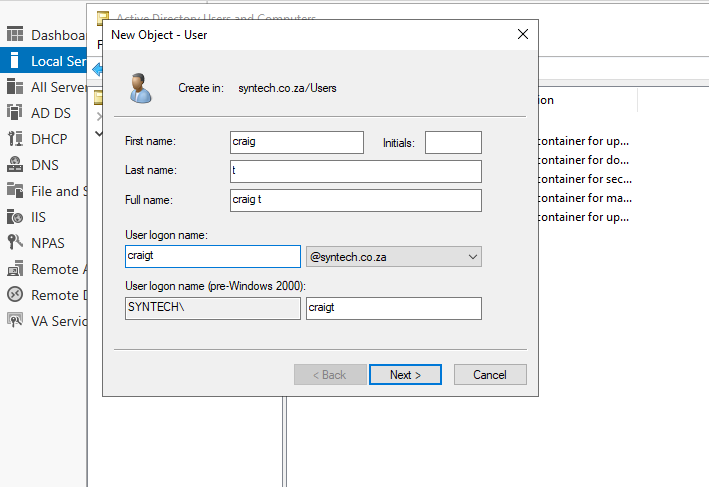 Active Directory Users and Computers
New Object - User
Create in: syntech.co.za/Users
First name: craig Initials:
Last name: t
Full name: craig t
User logon name:
craigt @syntech.co.za
User logon name (pre-Windows 2000):
SYNTECH\ craigt
< Back Next > Cancel
Dashboa
Local Ser
All Server
AD DS
DHCP
DNS
File and S
IIS
NPAS
Remote A
Remote D
VA Servic
F
ion
container for up...
container for do...
container for sec...
container for ma...
container for up...